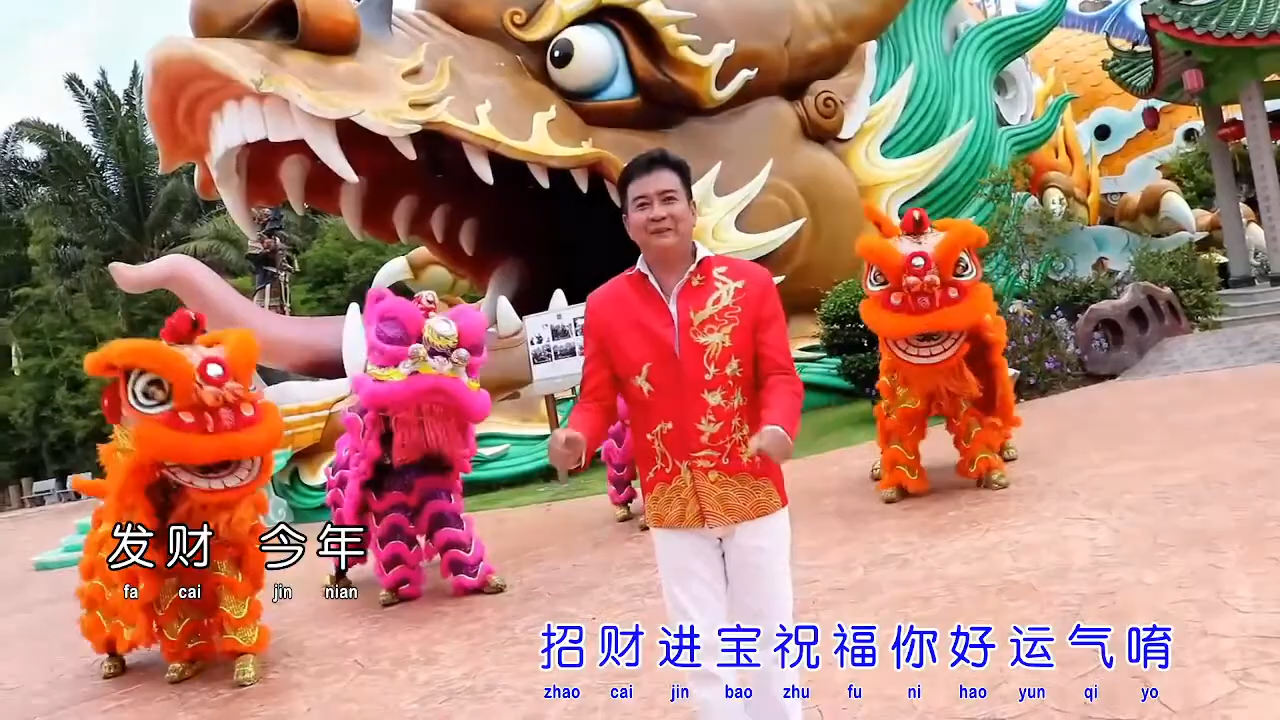 发财 今年
fa cai jin nian
招财进宝祝福你好运气唷
zhao cai jin bao zhu fu ni hao yun qi yo